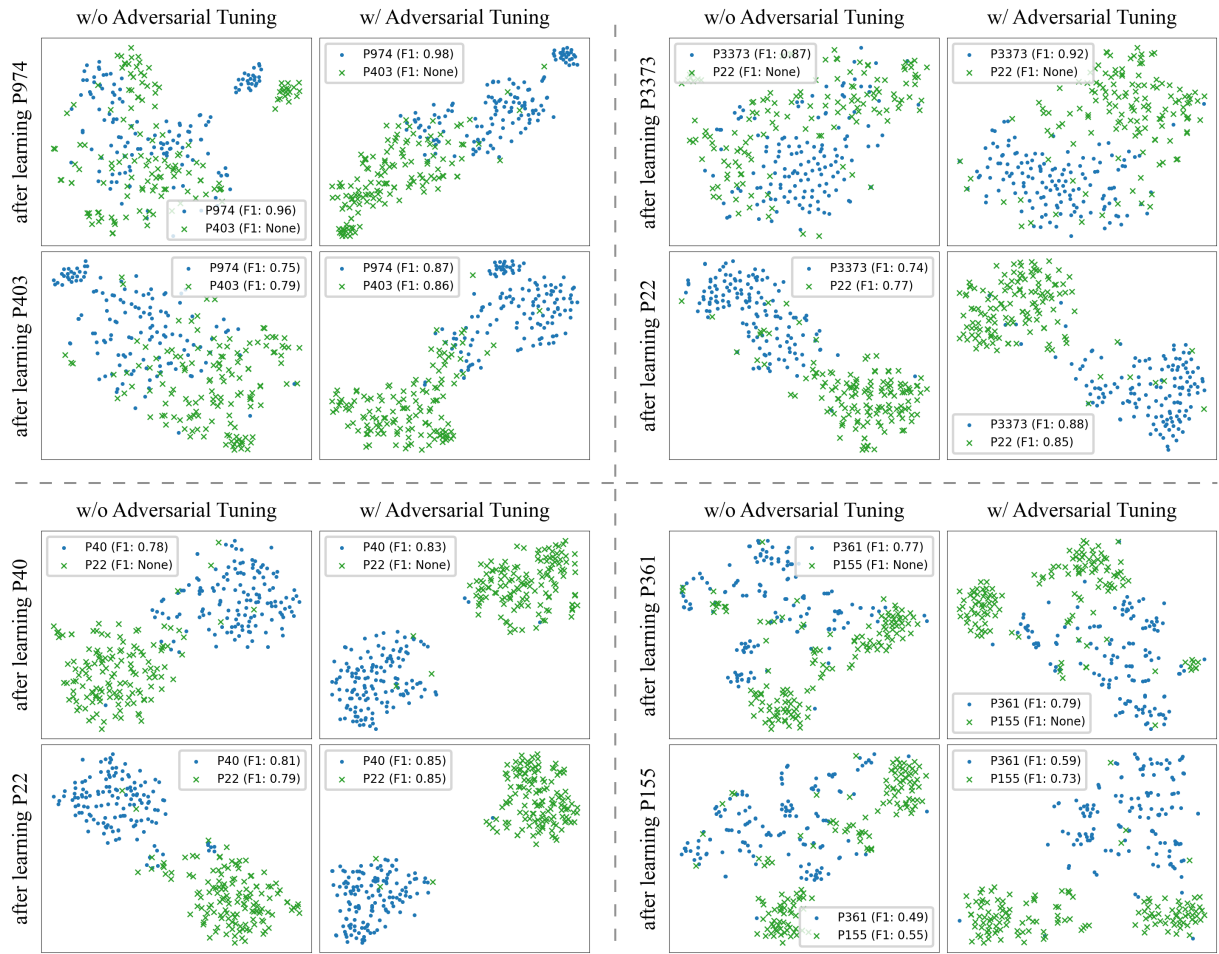 w/o Adversarial Tuning
w/ Adversarial Tuning
after learning P974
P974 (F1: 0.96)
P403 (F1: None)
P974 (F1: 0.98)
P403 (F1: None)
after learning P403
P974 (F1: 0.75)
P403 (F1: 0.79)
P974 (F1: 0.87)
P403 (F1: 0.86)
w/o Adversarial Tuning
w/ Adversarial Tuning
after learning P3373
P3373 (F1: 0.87)
P22 (F1: None)
P3373 (F1: 0.92)
P22 (F1: None)
after learning P22
P3373 (F1: 0.74)
P22 (F1: 0.77)
P3373 (F1: 0.88)
P22 (F1: 0.85)
w/o Adversarial Tuning
w/ Adversarial Tuning
after learning P40
P40 (F1: 0.78)
P22 (F1: None)
P40 (F1: 0.83)
P22 (F1: None)
after learning P22
P40 (F1: 0.81)
P22 (F1: 0.79)
P40 (F1: 0.85)
P22 (F1: 0.85)
w/o Adversarial Tuning
w/ Adversarial Tuning
after learning P361
P361 (F1: 0.77)
P155 (F1: None)
P361 (F1: 0.79)
P155 (F1: None)
after learning P155
P361 (F1: 0.49)
P155 (F1: 0.55)
P361 (F1: 0.59)
P155 (F1: 0.73)